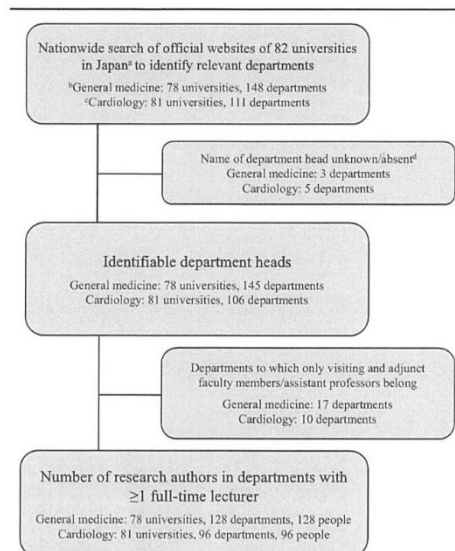 Nationwide search of official websites of 82 universities
in Japanᵃ to identify relevant departments
ᵇGeneral medicine: 78 universities, 148 departments
ᶜCardiology: 81 universities, 111 departments
Name of department head unknown/absentᵈ
General medicine: 3 departments
Cardiology: 5 departments
Identifiable department heads
General medicine: 78 universities, 145 departments
Cardiology: 81 universities, 106 departments
Departments to which only visiting and adjunct
faculty members/assistant professors belong
General medicine: 17 departments
Cardiology: 10 departments
Number of research authors in departments with
≥1 full-time lecturer
General medicine: 78 universities, 128 departments, 128 people
Cardiology: 81 universities, 96 departments, 96 people